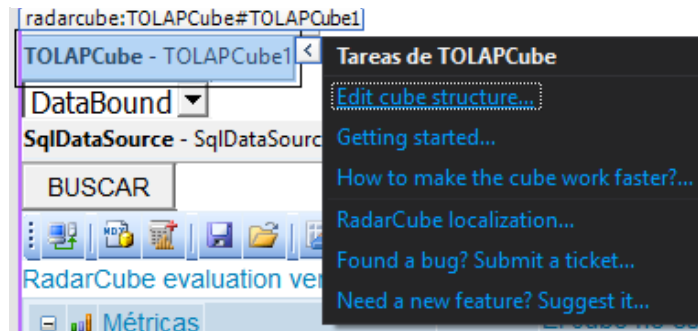 radarcube:TOLAPCube#TOLAPCube1
TOLAPCube - TOLAPCube1
Tareas de TOLAPCube
Edit cube structure...
DataBound
Getting started...
SqlDataSource - SqlDataSourc
How to make the cube work faster?...
BUSCAR
RadarCube localization...
Found a bug? Submit a ticket...
RadarCube evaluation ver
Need a new feature? Suggest it...
Métricas